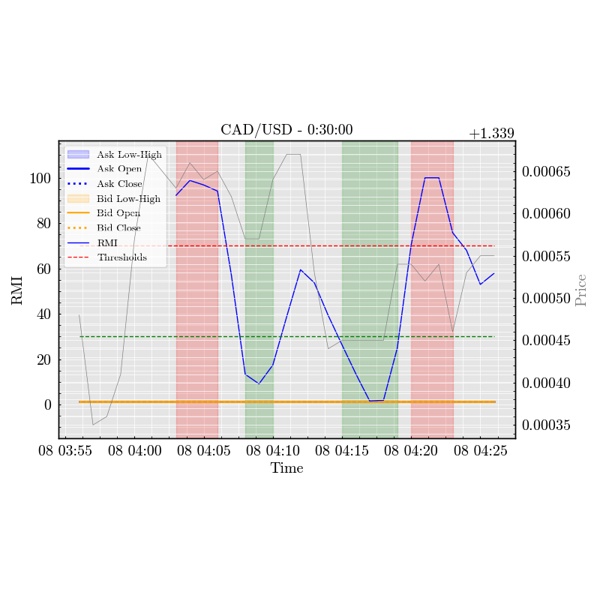 CAD/USD - 0:30:00
+1.339
Ask Low-High
Ask Open
Ask Close
Bid Low-High
Bid Open
Bid Close
RMI
Thresholds
100
80
60
40
20
0
RMI
0.00065
0.00060
0.00055
0.00050
0.00045
0.00040
0.00035
Price
08 03:55 08 04:00 08 04:05 08 04:10 08 04:15 08 04:20 08 04:25
Time